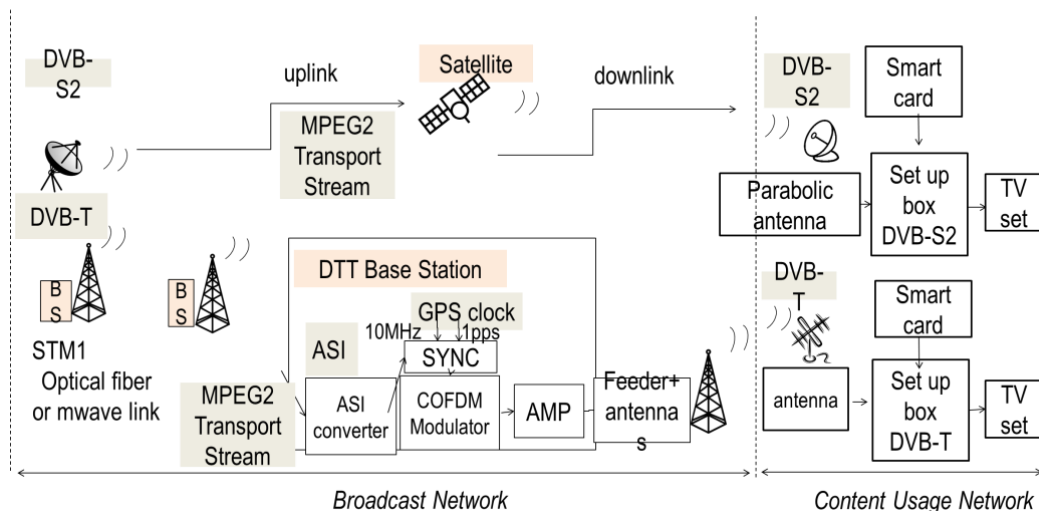 DVB-
S2
uplink
Satellite
downlink
DVB-
S2
Smart
card
MPEG2
Transport
Stream
Parabolic
antenna
Set up
box
DVB-S2
TV
set
DVB-T
B
S
B
S
STM1
Optical fiber
or mwave link
DTT Base Station
GPS clock
10MHz
1pps
SYNC
ASI
MPEG2
Transport
Stream
ASI
converter
COFDM
Modulator
AMP
Feeder+
antenna
s
DVB-
T
Smart
card
antenna
Set up
box
DVB-T
TV
set
Broadcast Network
Content Usage Network